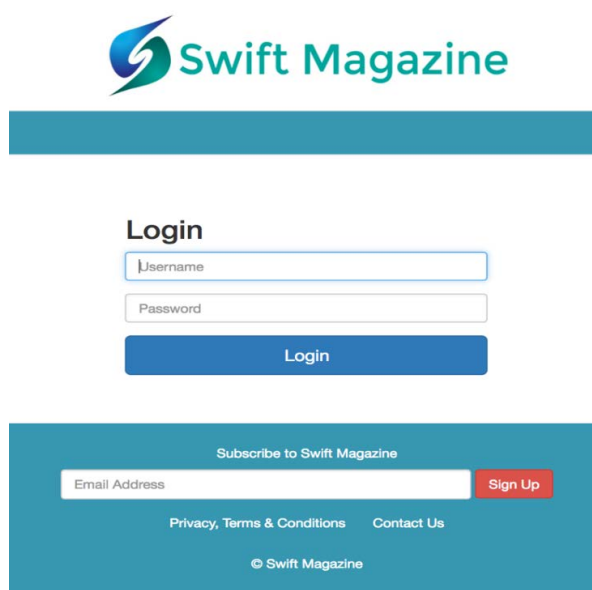 Swift Magazine
Login
Username
Password
Login
Subscribe to Swift Magazine
Email Address Sign Up
Privacy, Terms & Conditions Contact Us
© Swift Magazine